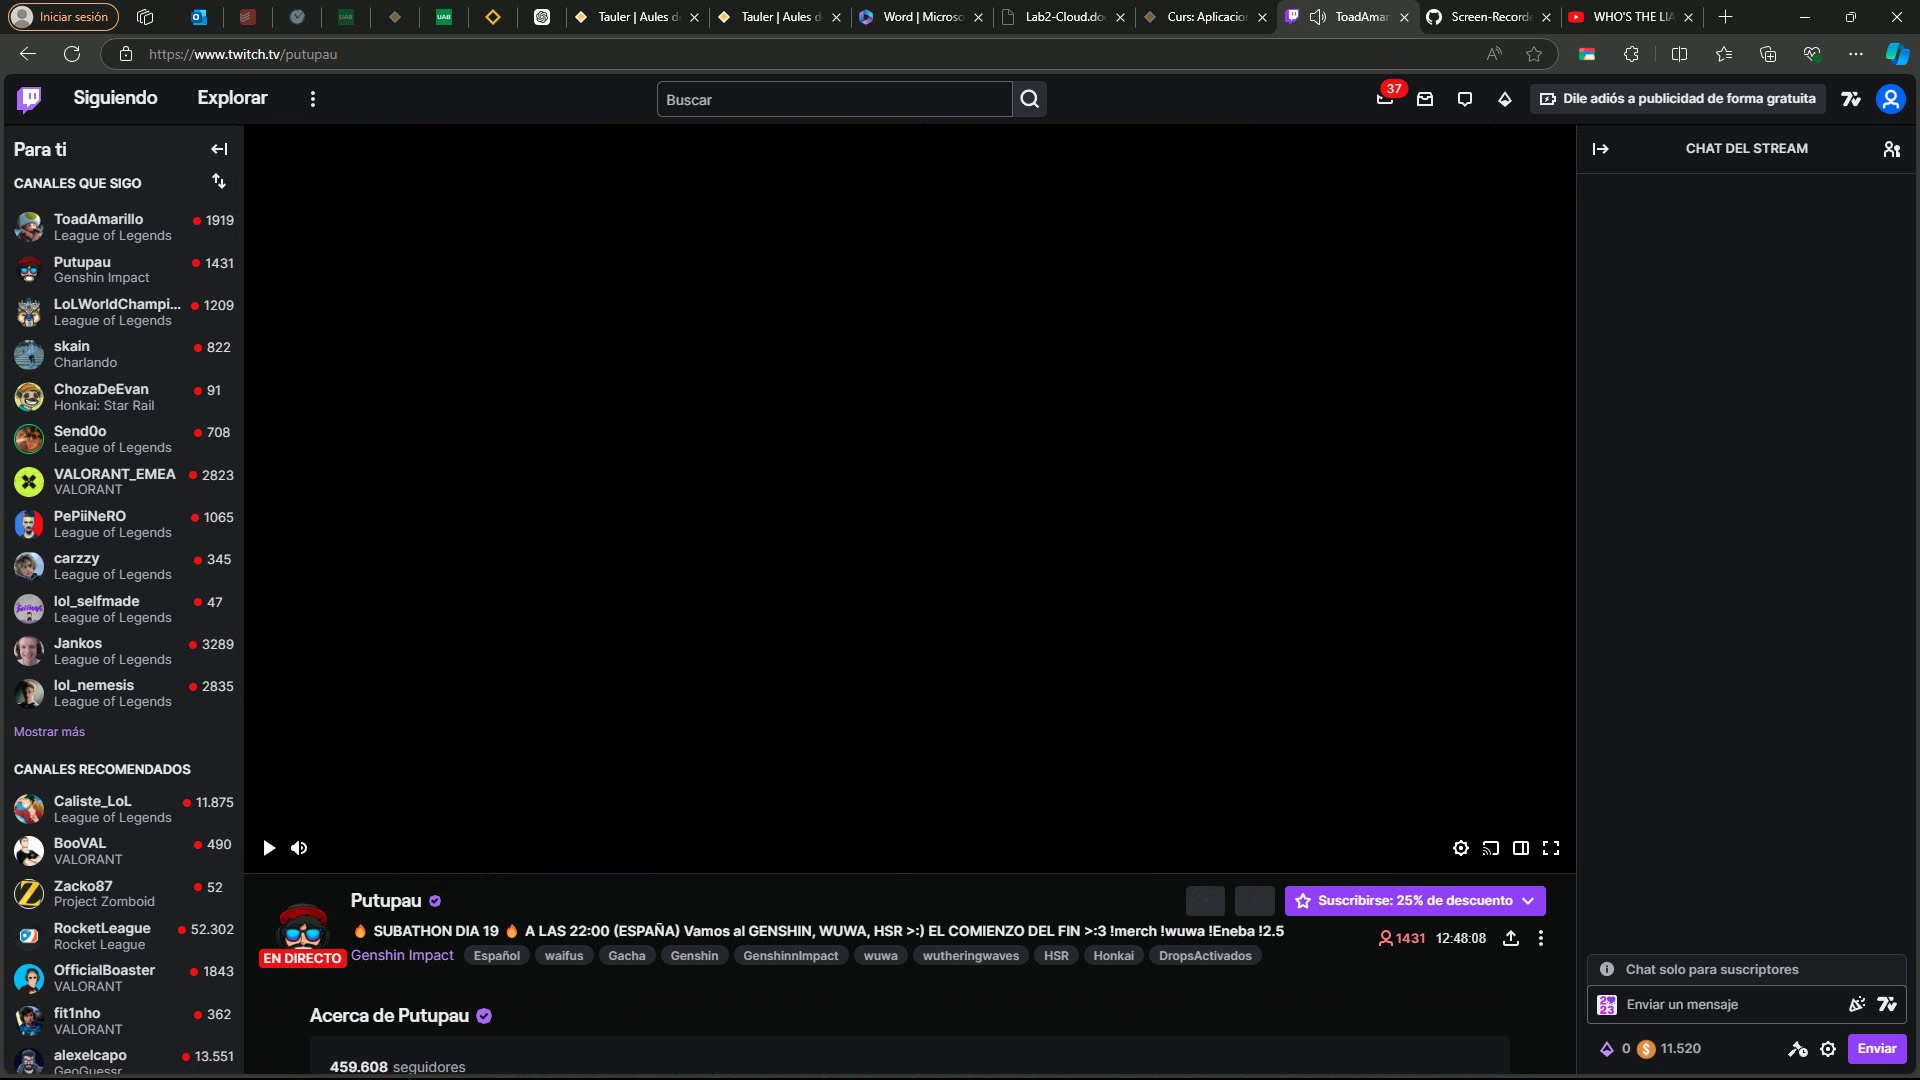 Iniciar sesión
UAB
UAB
Tauler | Aules d
Tauler | Aules d
Word | Microso
Lab2-Cloud.do
Curs: Aplicacio
ToadAmar
Screen-Record
WHO'S THE LIA
https://www.twitch.tv/putupau
Siguiendo
Explorar
Buscar
37
Dile adiós a publicidad de forma gratuita
Para ti
CANALES QUE SIGO
ToadAmarillo 1919
League of Legends
Putupau 1431
Genshin Impact
LoLWorldChampi... 1209
League of Legends
skain 822
Charlando
ChozaDeEvan 91
Honkai: Star Rail
Send0o 708
League of Legends
VALORANT_EMEA 2823
VALORANT
PePiiNeRO 1065
League of Legends
carzzy 345
League of Legends
lol_selfmade 47
League of Legends
Jankos 3289
League of Legends
lol_nemesis 2835
League of Legends
Mostrar más
CANALES RECOMENDADOS
Caliste_LoL 11.875
League of Legends
BooVAL 490
VALORANT
Zacko87 52
Project Zomboid
RocketLeague 52.302
Rocket League
OfficialBoaster 1843
VALORANT
fit1nho 362
VALORANT
alexelcapo 13.551
GeoGuessr
Putupau
Suscribirse: 25% de descuento
🔥 SUBATHON DIA 19 🔥 A LAS 22:00 (ESPAÑA) Vamos al GENSHIN, WUWA, HSR >:) EL COMIENZO DEL FIN >:3 !merch !wuwa !Eneba !2.5
1431 12:48:08
EN DIRECTO
Genshin Impact Español waifus Gacha Genshin GenshinnImpact wuwa wutheringwaves HSR Honkai DropsActivados
Acerca de Putupau
459.608 seguidores
CHAT DEL STREAM
Chat solo para suscriptores
Enviar un mensaje
0 11.520
Enviar